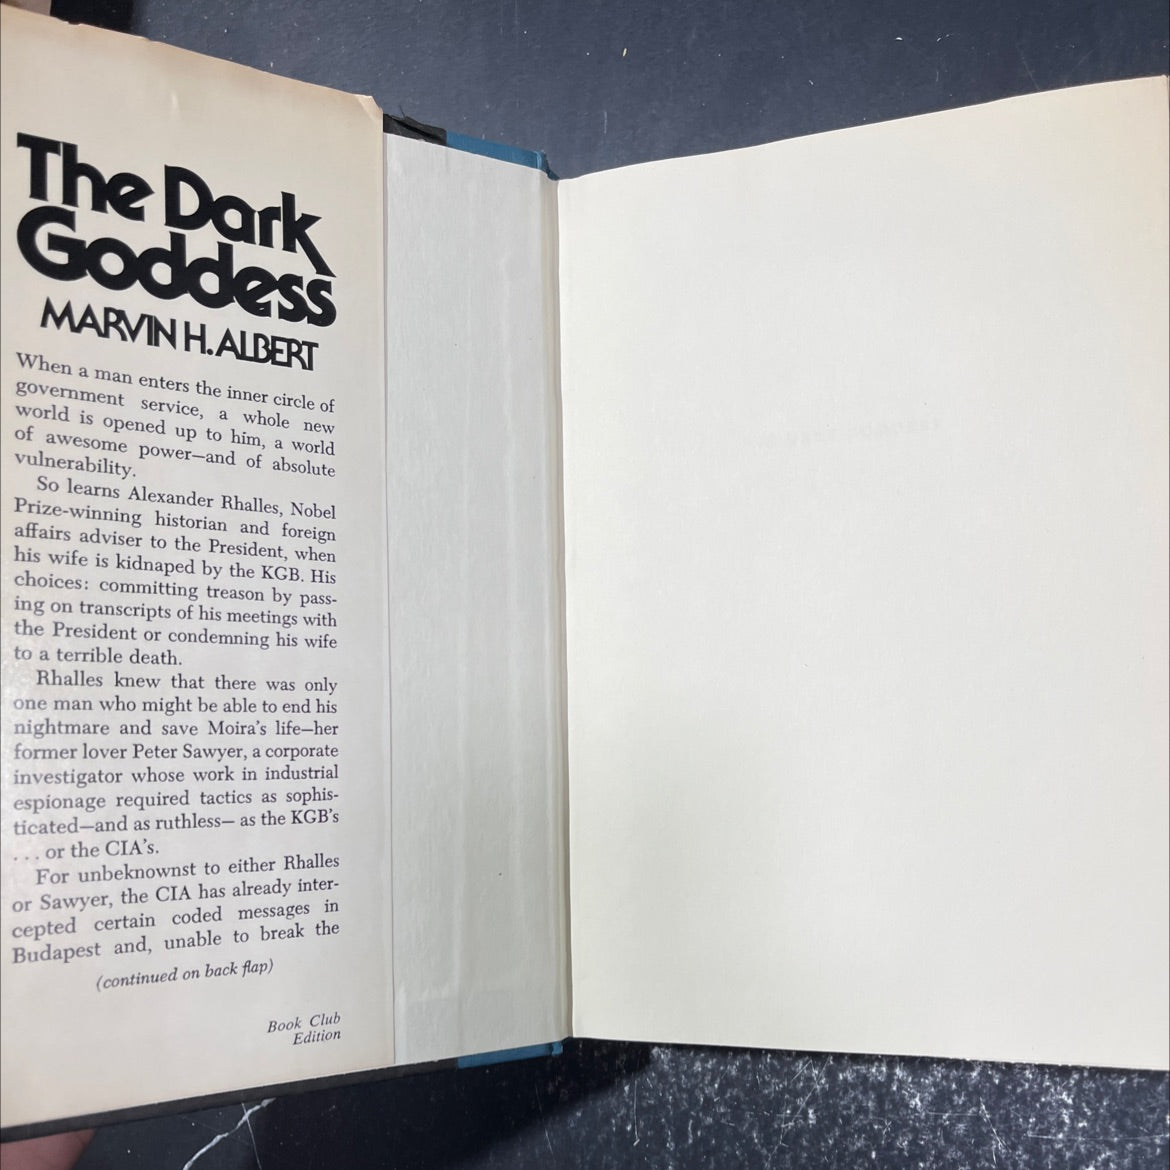 The Dark
Goddess
MARVIN H. ALBERT
When a man enters the inner circle of
government service, a whole new
world is opened up to him, a world
of awesome power—and of absolute
vulnerability.
So learns Alexander Rhalles, Nobel
Prize-winning historian and foreign
affairs adviser to the President, when
his wife is kidnaped by the KGB. His
choices: committing treason by pass-
ing on transcripts of his meetings with
the President or condemning his wife
to a terrible death.
Rhalles knew that there was only
one man who might be able to end his
nightmare and save Moira's life—her
former lover Peter Sawyer, a corporate
investigator whose work in industrial
espionage required tactics as sophis-
ticated—and as ruthless— as the KGB's
. . . or the CIA's.
For unbeknownst to either Rhalles
or Sawyer, the CIA has already inter-
cepted certain coded messages in
Budapest and, unable to break the
(continued on back flap)
Book Club
Edition